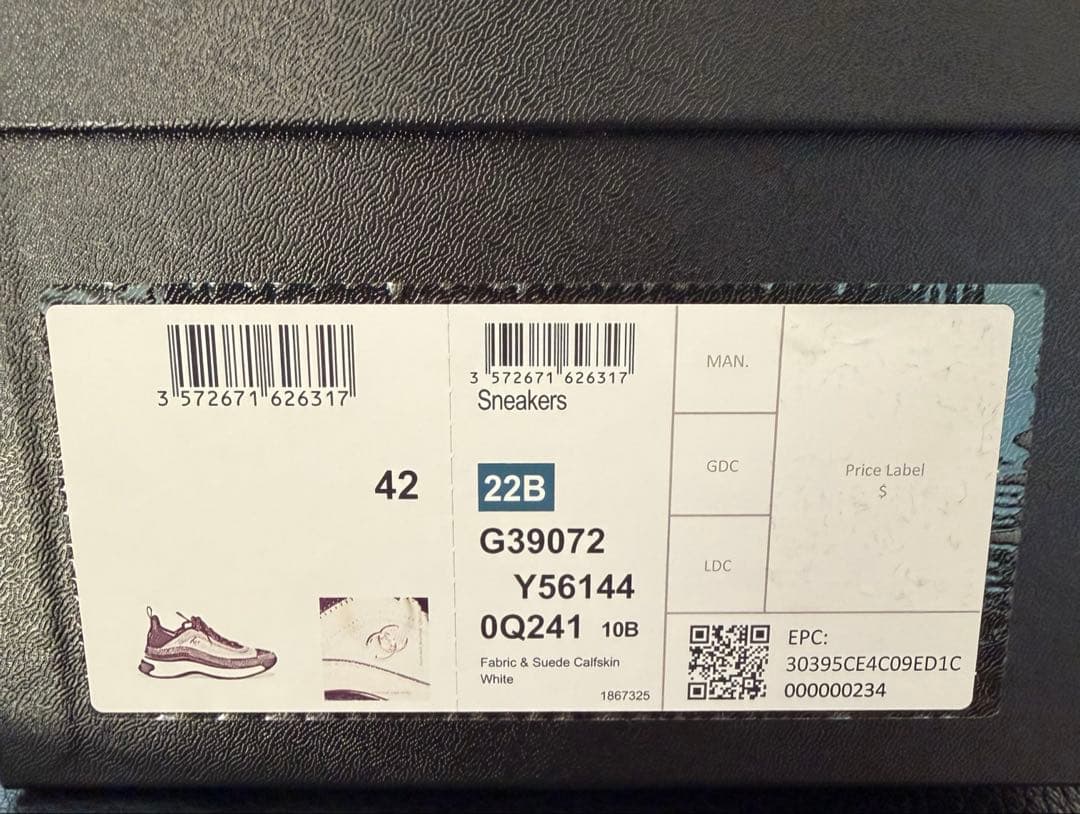 3 572671 626317
42
3 572671 626317
Sneakers
22B
G39072
Y56144
0Q241 10B
Fabric & Suede Calfskin
White
1867325
MAN.
GDC
LDC
Price Label
$
EPC:
30395CE4C09ED1C
000000234